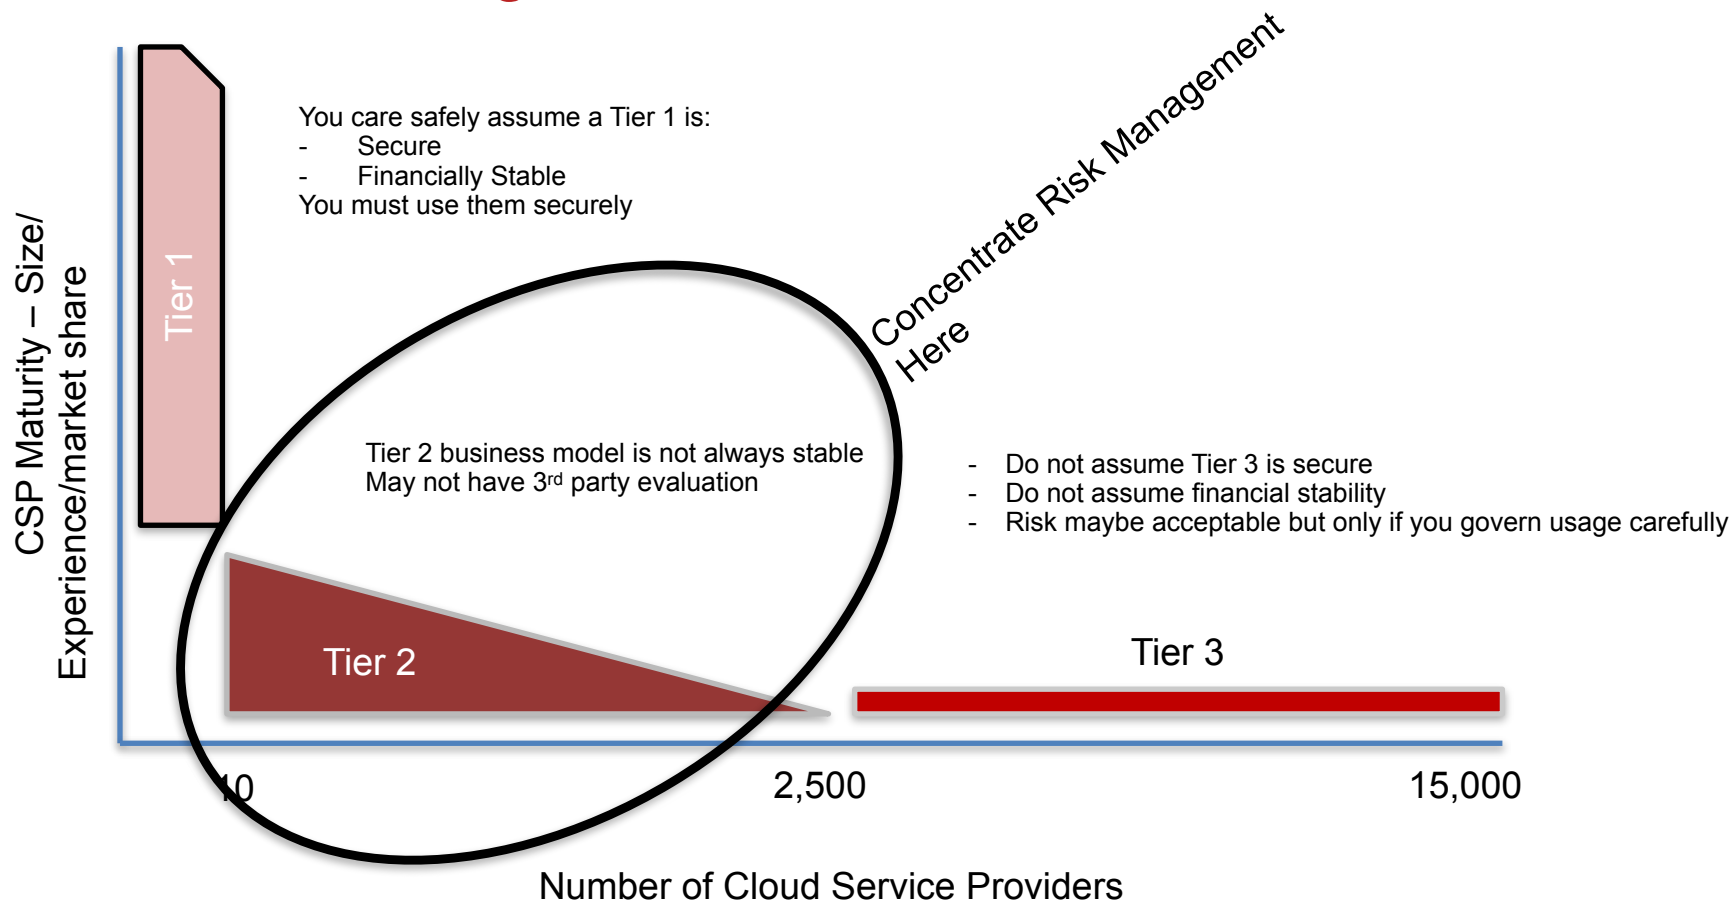 You care safely assume a Tier 1 is:
- Secure
- Financially Stable
You must use them securely
Concentrate Risk Management
Here
CSP Maturity – Size/
Experience/market share
Tier 1
Tier 2 business model is not always stable
May not have 3rd party evaluation
- Do not assume Tier 3 is secure
- Do not assume financial stability
- Risk maybe acceptable but only if you govern usage carefully
Tier 2
Tier 3
10
2,500
15,000
Number of Cloud Service Providers